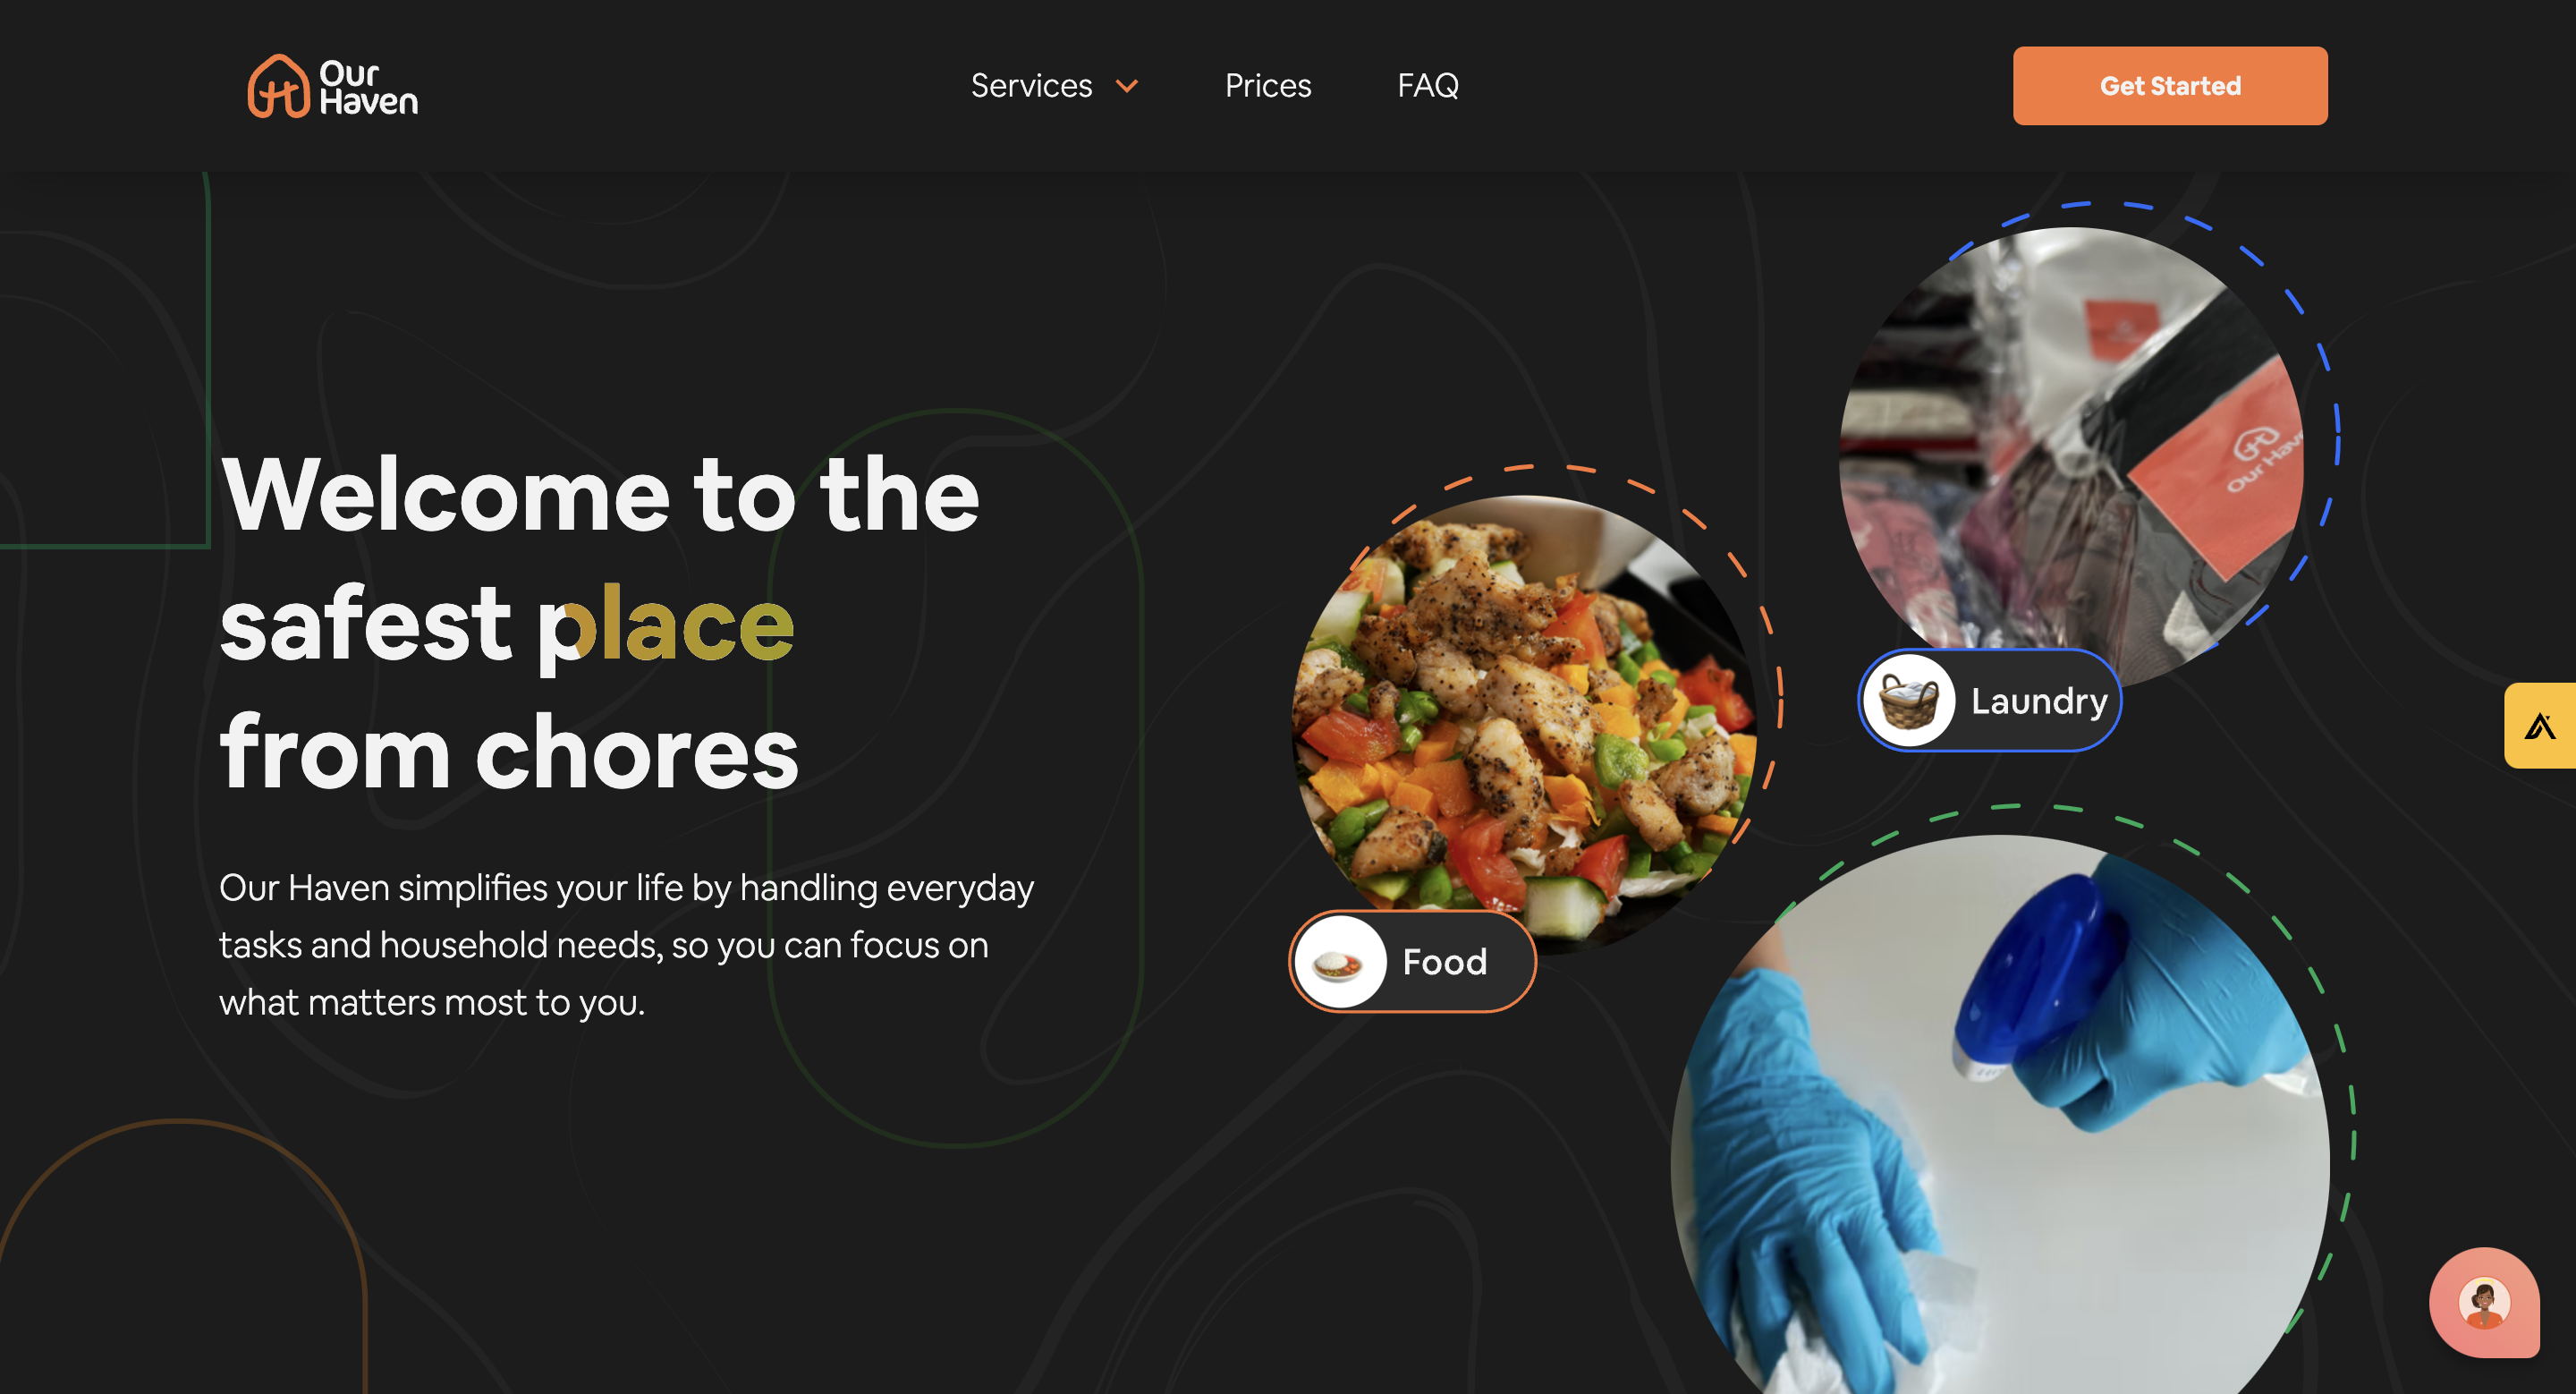 Our
Haven
Services
Prices
FAQ
Get Started
Welcome to the
safest place
from chores
Our Haven simplifies your life by handling everyday
tasks and household needs, so you can focus on
what matters most to you.
Our Hav
Laundry
Food